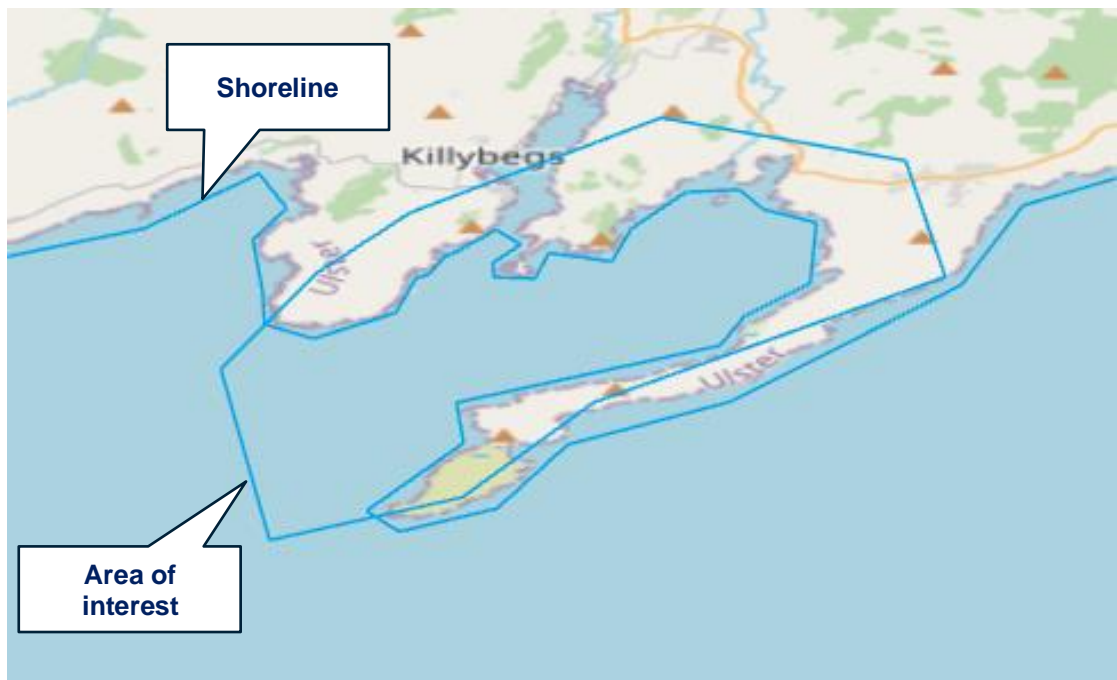 Shoreline
Killybegs
Ulster
Ulster
Area of
interest